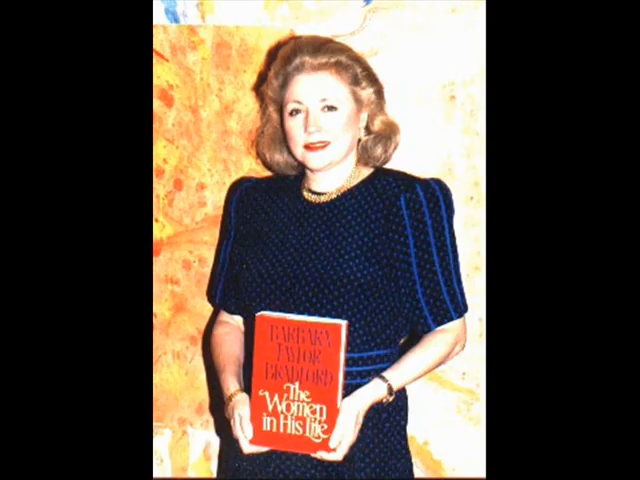 BARBARA
TAYLOR
BRADFORD
The
Women
in His Life